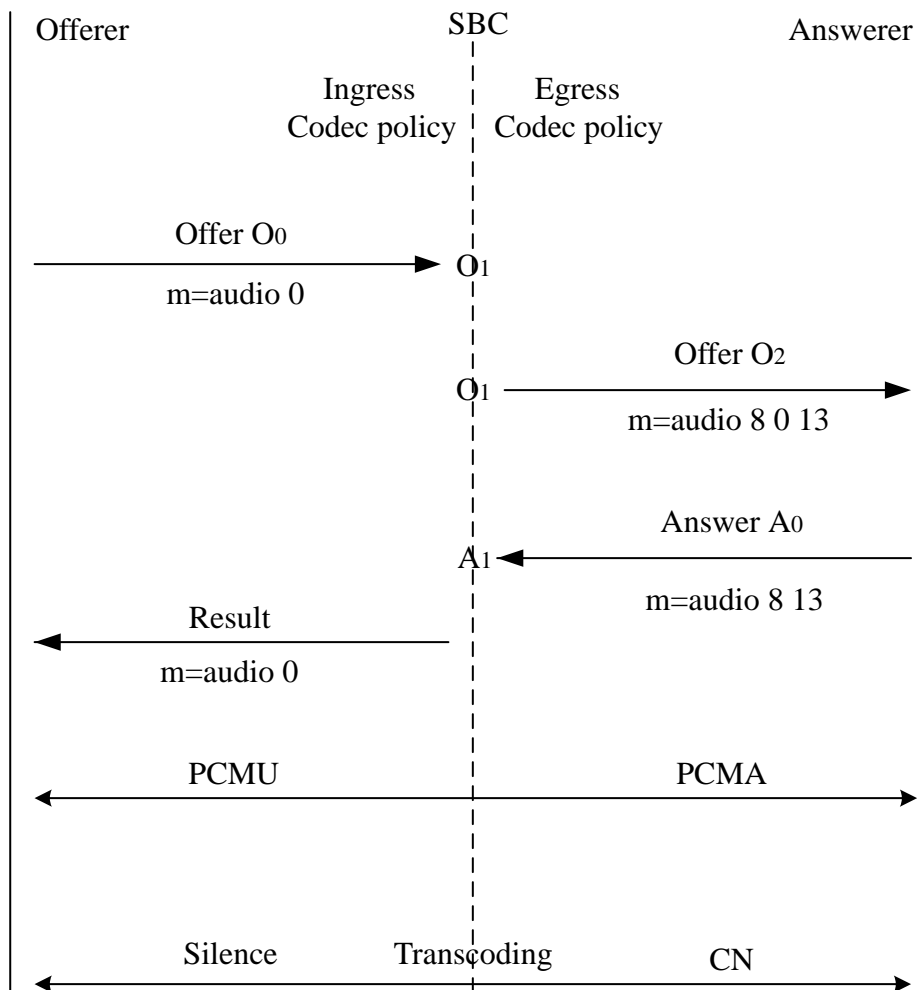 Offerer
SBC
Answerer
Ingress
Codec policy
Egress
Codec policy
Offer O0
O1
m=audio 0
Offer O2
O1
m=audio 8 0 13
Answer A0
A1
m=audio 8 13
Result
m=audio 0
PCMU
PCMA
Silence
Transcoding
CN